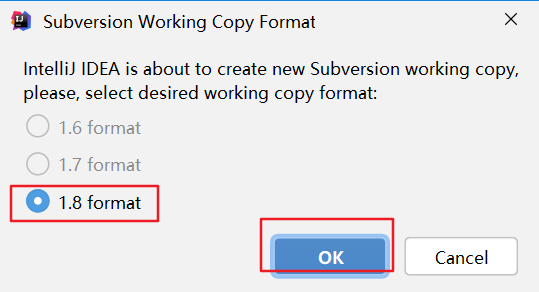 Subversion Working Copy Format
IntelliJ IDEA is about to create new Subversion working copy,
please, select desired working copy format:
1.6 format
1.7 format
1.8 format
OK Cancel